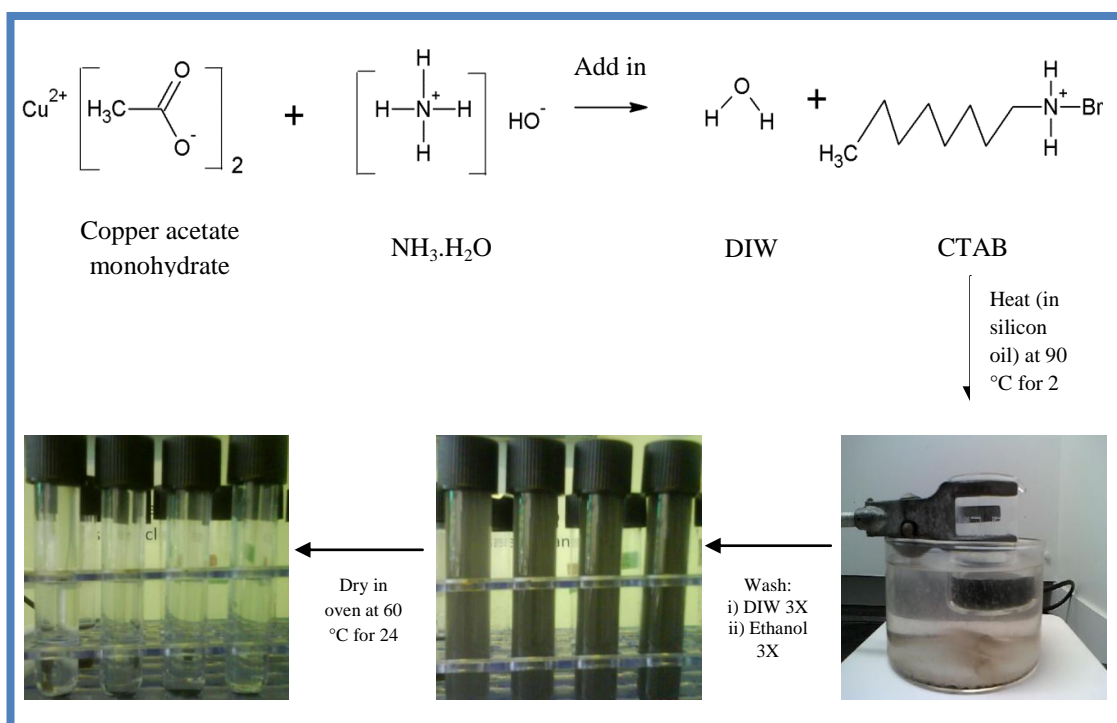 Cu2+
H3C
O
O-
2
+
H
H N+ H
H
HO-
Add in
O
H H
+
H3C
H
N+ Br
H
Copper acetate
monohydrate
NH3.H2O
DIW
CTAB
Heat (in
silicon
oil) at 90
°C for 2
Dry in
oven at 60
°C for 24
Wash:
i) DIW 3X
ii) Ethanol
3X